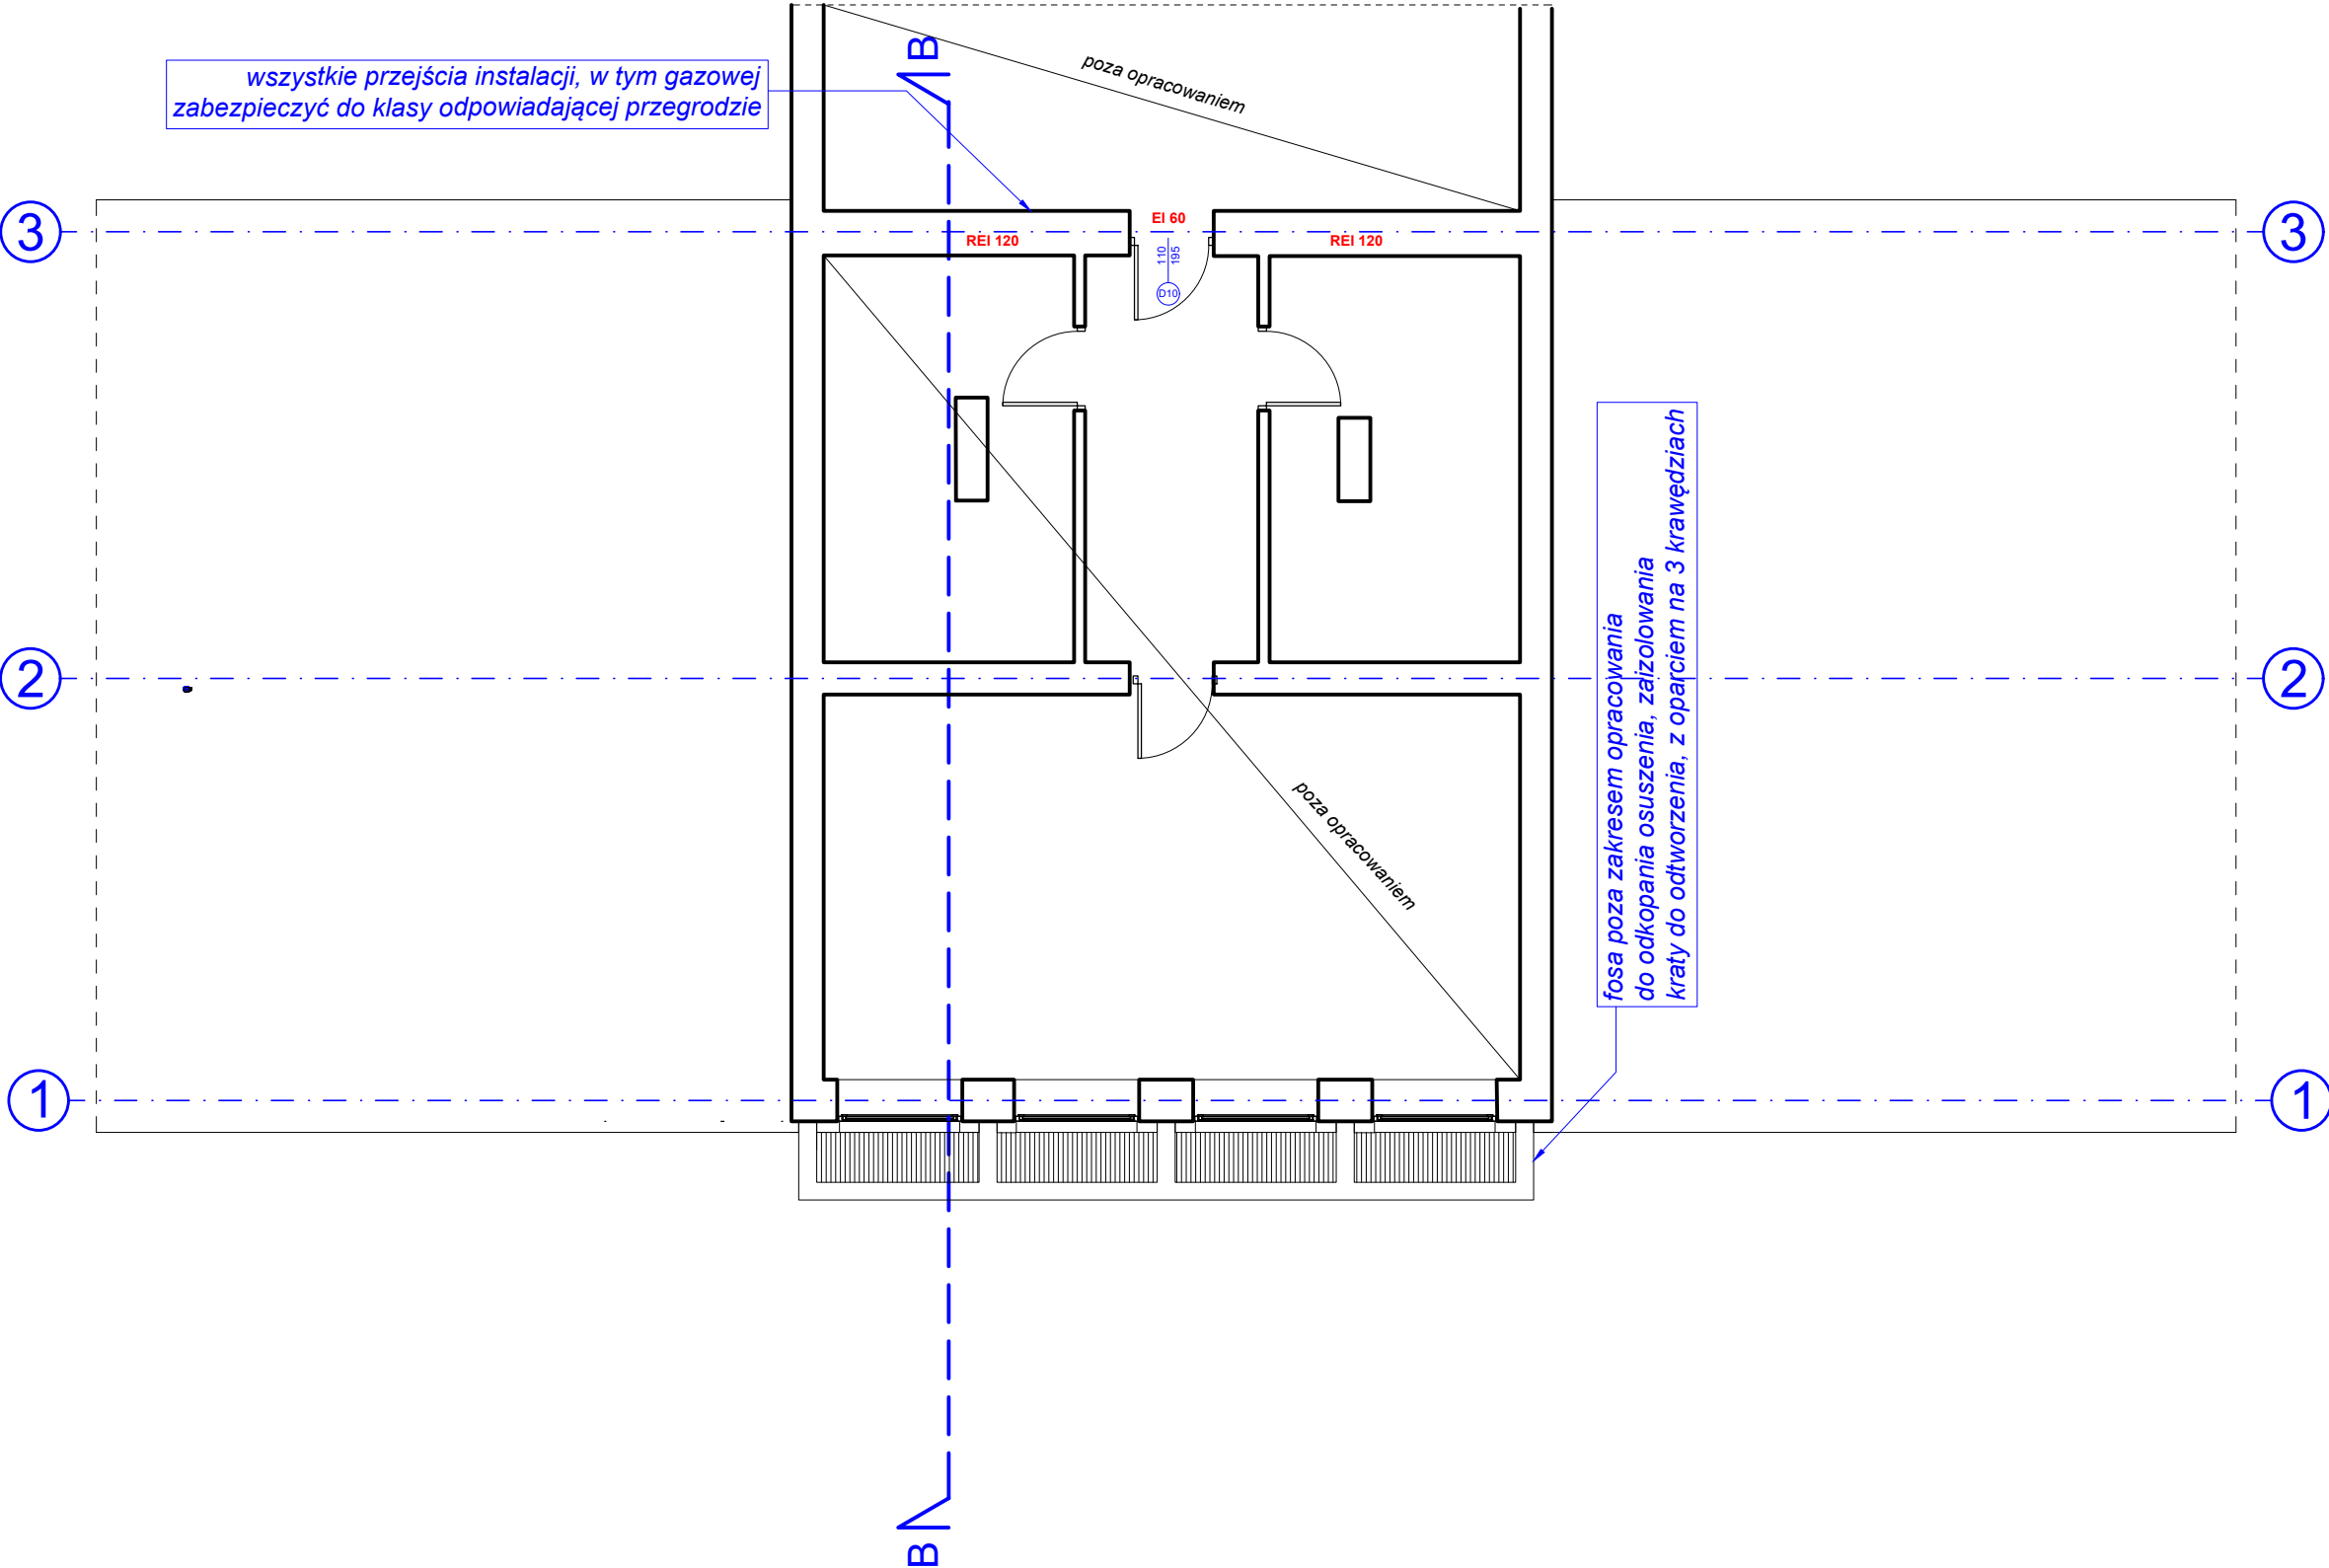 B
wszystkie przejścia instalacji, w tym gazowej
zabezpieczyć do klasy odpowiadającej przegrodzie
poza opracowaniem
3
EI 60
3
REI 120
REI 120
110
195
D10
fosa poza zakresem opracowania
do odkopania osuszenia, zaizolowania
kraty do odtworzenia, z oparciem na 3 krawędziach
2
2
poza opracowaniem
1
1
B